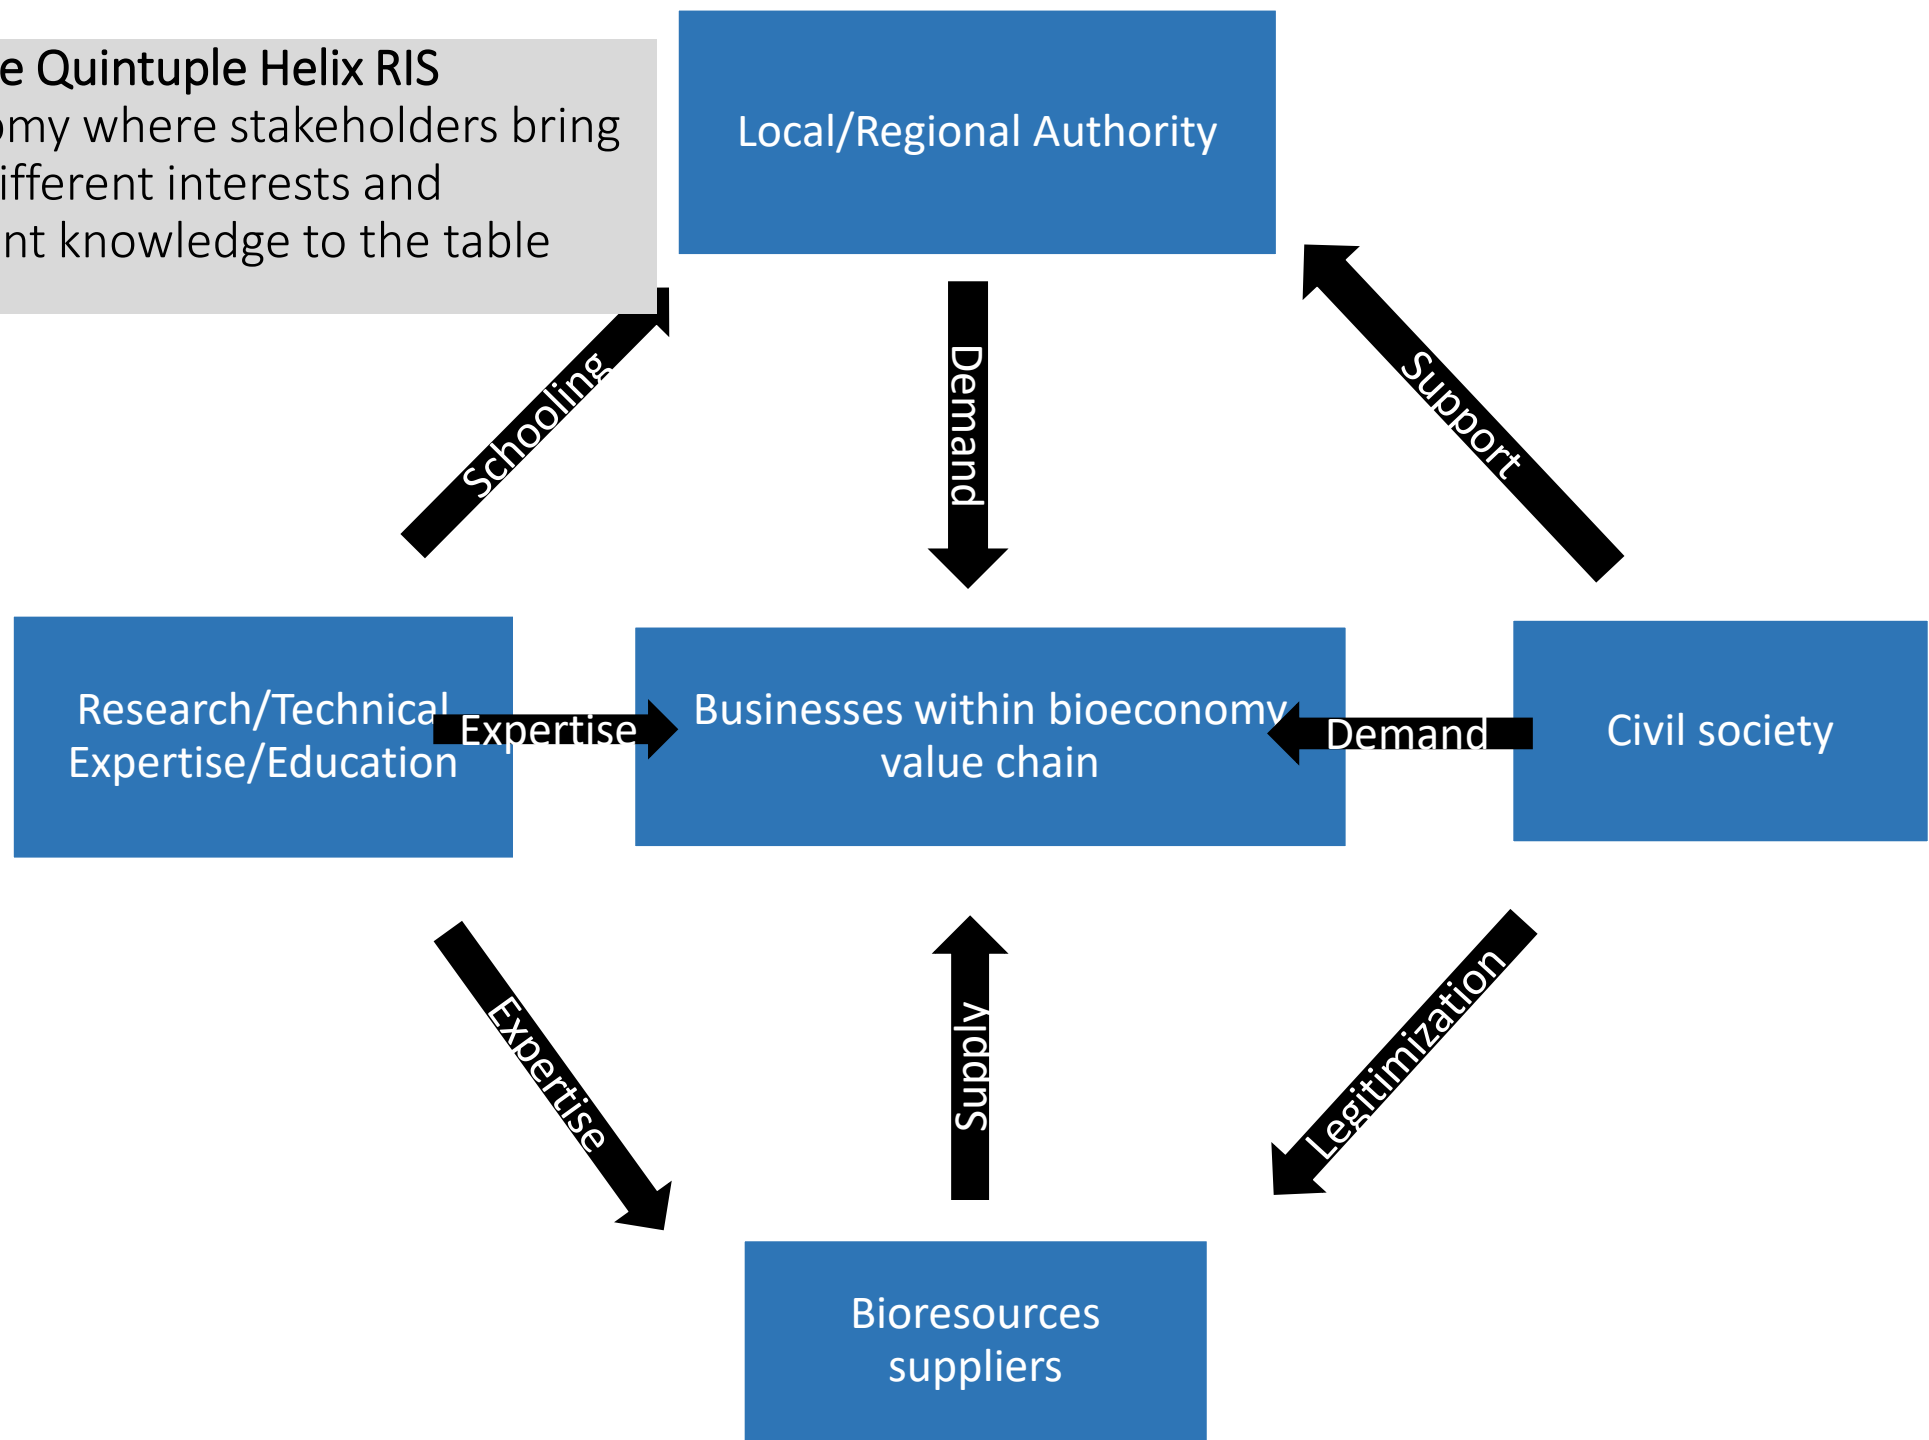 e Quintuple Helix RIS
omy where stakeholders bring
ifferent interests and
nt knowledge to the table
Local/Regional Authority
Schooling
Demand
Support
Research/Technical
Expertise/Education
Expertise
Businesses within bioeconomy
value chain
Demand
Civil society
Expertise
Supply
Legitimization
Bioresources
suppliers